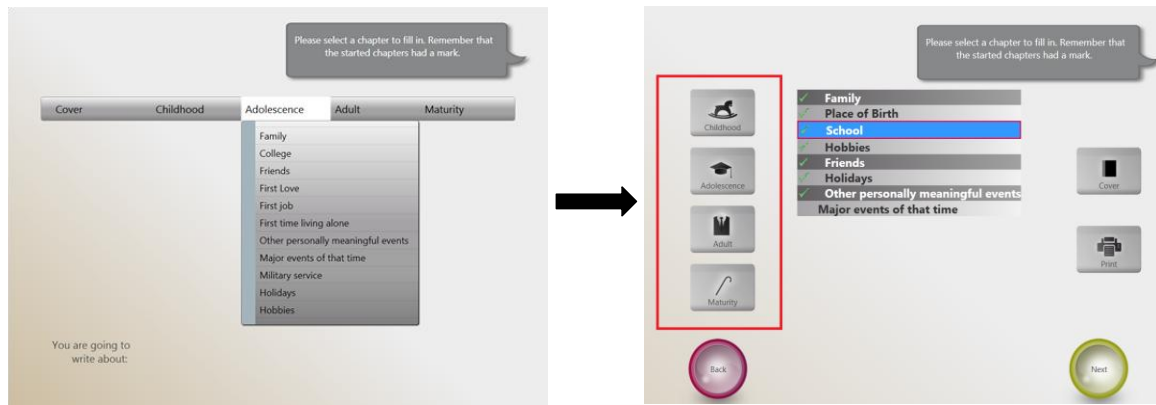 Please select a chapter to fill in. Remember that
the started chapters had a mark.
Cover Childhood Adolescence Adult Maturity
Family
College
Friends
First Love
First job
First time living alone
Other personally meaningful events
Major events of that time
Military service
Holidays
Hobbies
You are going to
write about:
Please select a chapter to fill in. Remember that
the started chapters had a mark.
Childhood
Adolescence
Adult
Maturity
Family
Place of Birth
School
Hobbies
Friends
Holidays
Other personally meaningful events
Major events of that time
Cover
Print
Back
Next